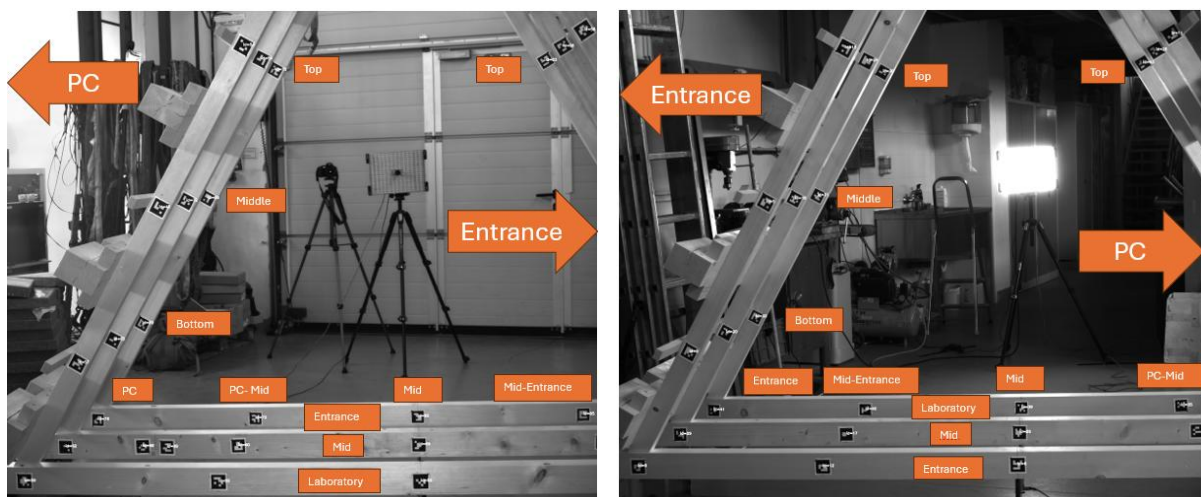 PC
Top
Top
Middle
Entrance
Bottom
PC
PC- Mid
Mid
Mid-Entrance
Entrance
Mid
Laboratory
Entrance
Top
Top
Middle
PC
Bottom
Entrance
Mid-Entrance
Mid
PC-Mid
Laboratory
Mid
Entrance